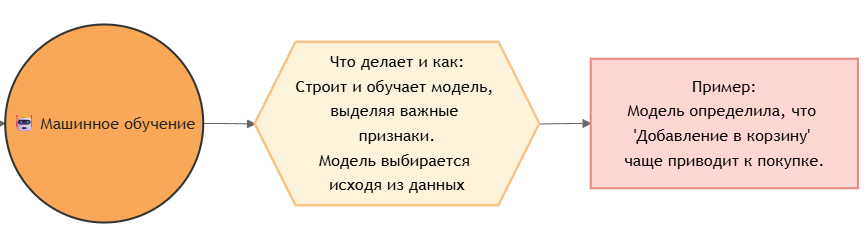 🤖 Машинное обучение
Что делает и как:
Строит и обучает модель,
выделяя важные
признаки.
Модель выбирается
исходя из данных
Пример:
Модель определила, что
'Добавление в корзину'
чаще приводит к покупке.